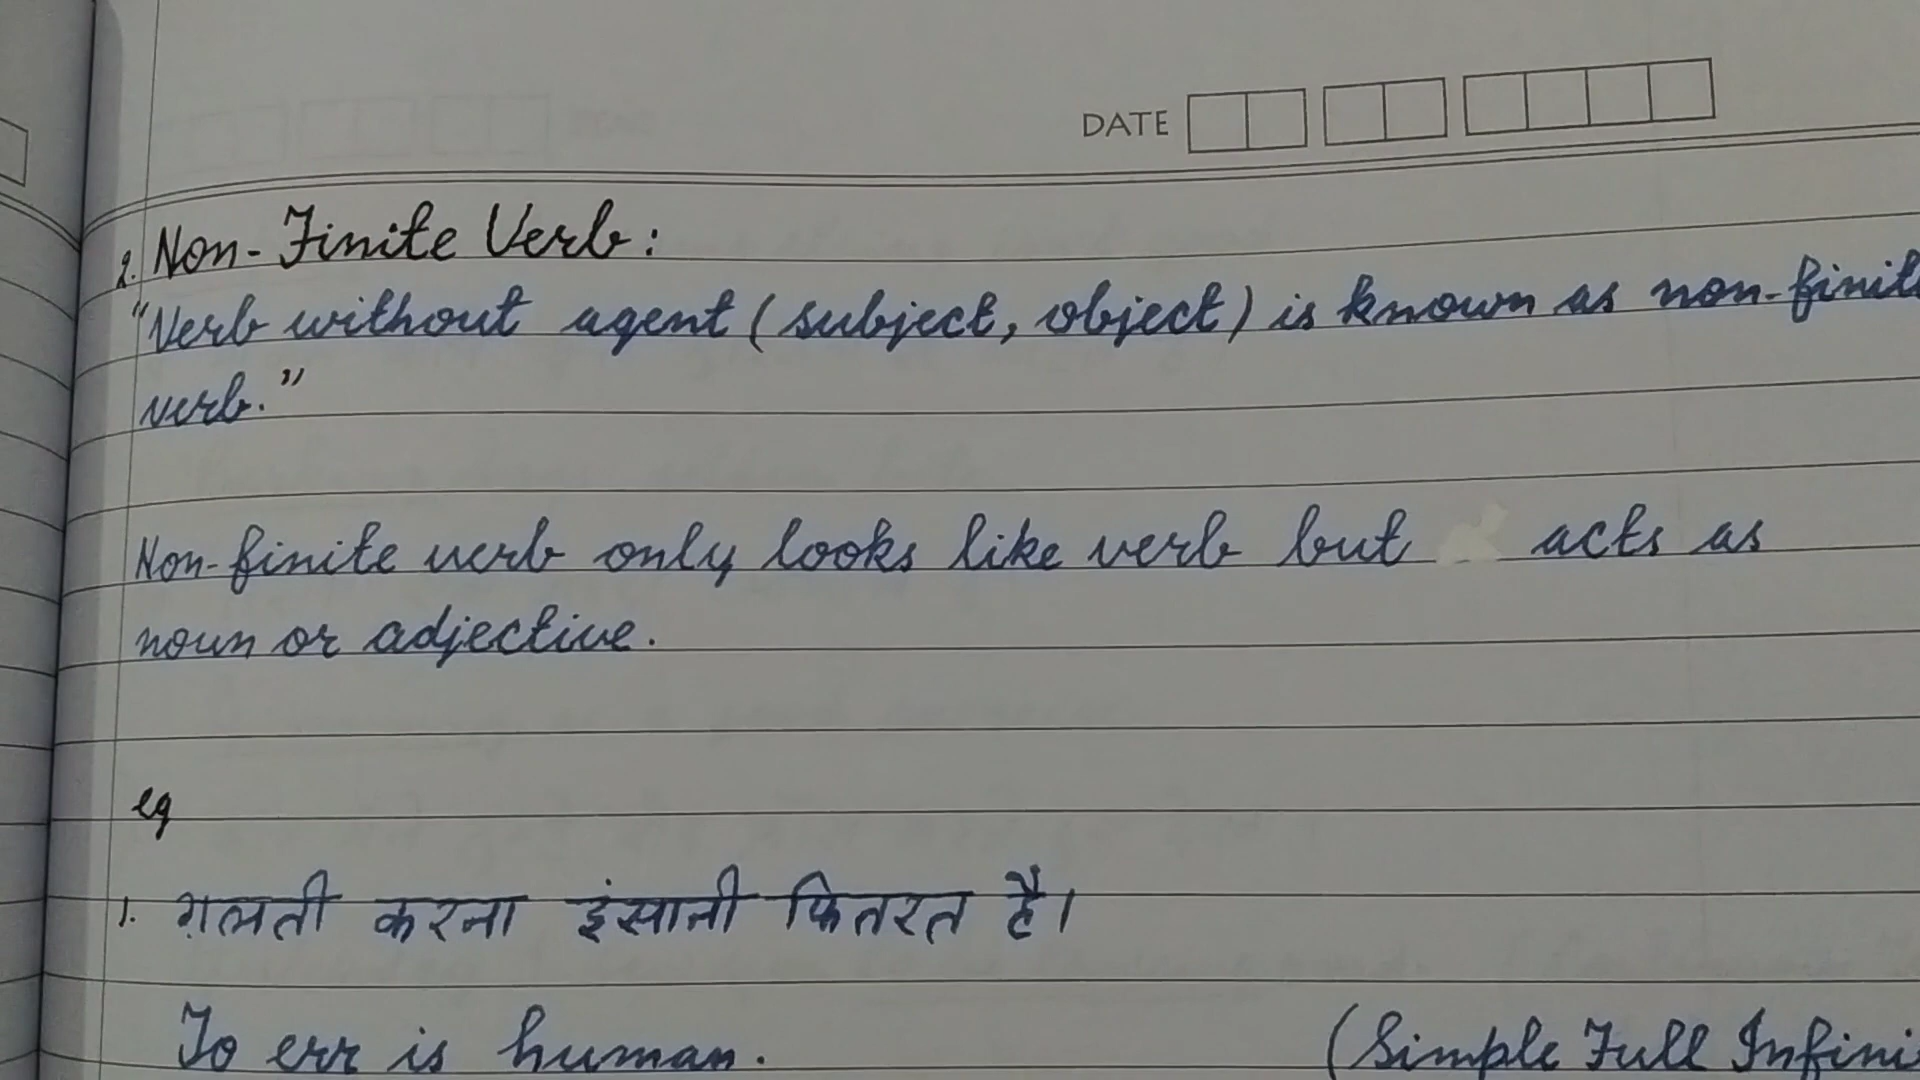 DATE
2. Non-Finite Verb:
"Verb without agent (subject, object) is known as non-finite
verb."
Non-finite verb only looks like verb but acts as
noun or adjective.
eg
1. ग़लती करना इंसानी फितरत है।
To err is human. (Simple Full Infini